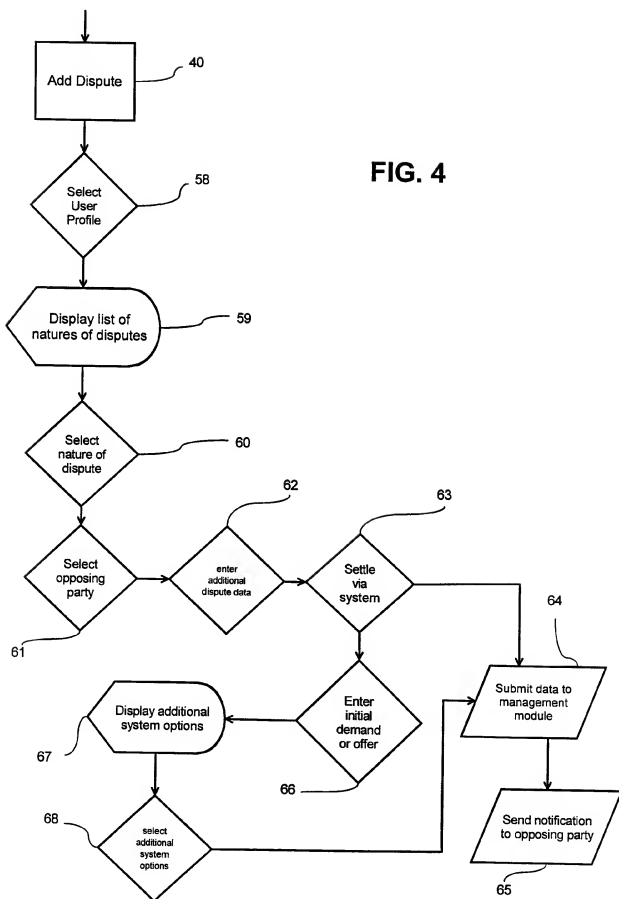 Add Dispute
40
FIG. 4
Select
User
Profile
58
Display list of
natures of disputes
59
Select
nature of
dispute
60
62
63
Select
opposing
party
61
enter
additional
dispute data
Settle
via
system
64
Submit data to
management
module
Display additional
system options
67
Enter
initial
demand
or offer
66
68
select
additional
system
options
Send notification
to opposing party
65